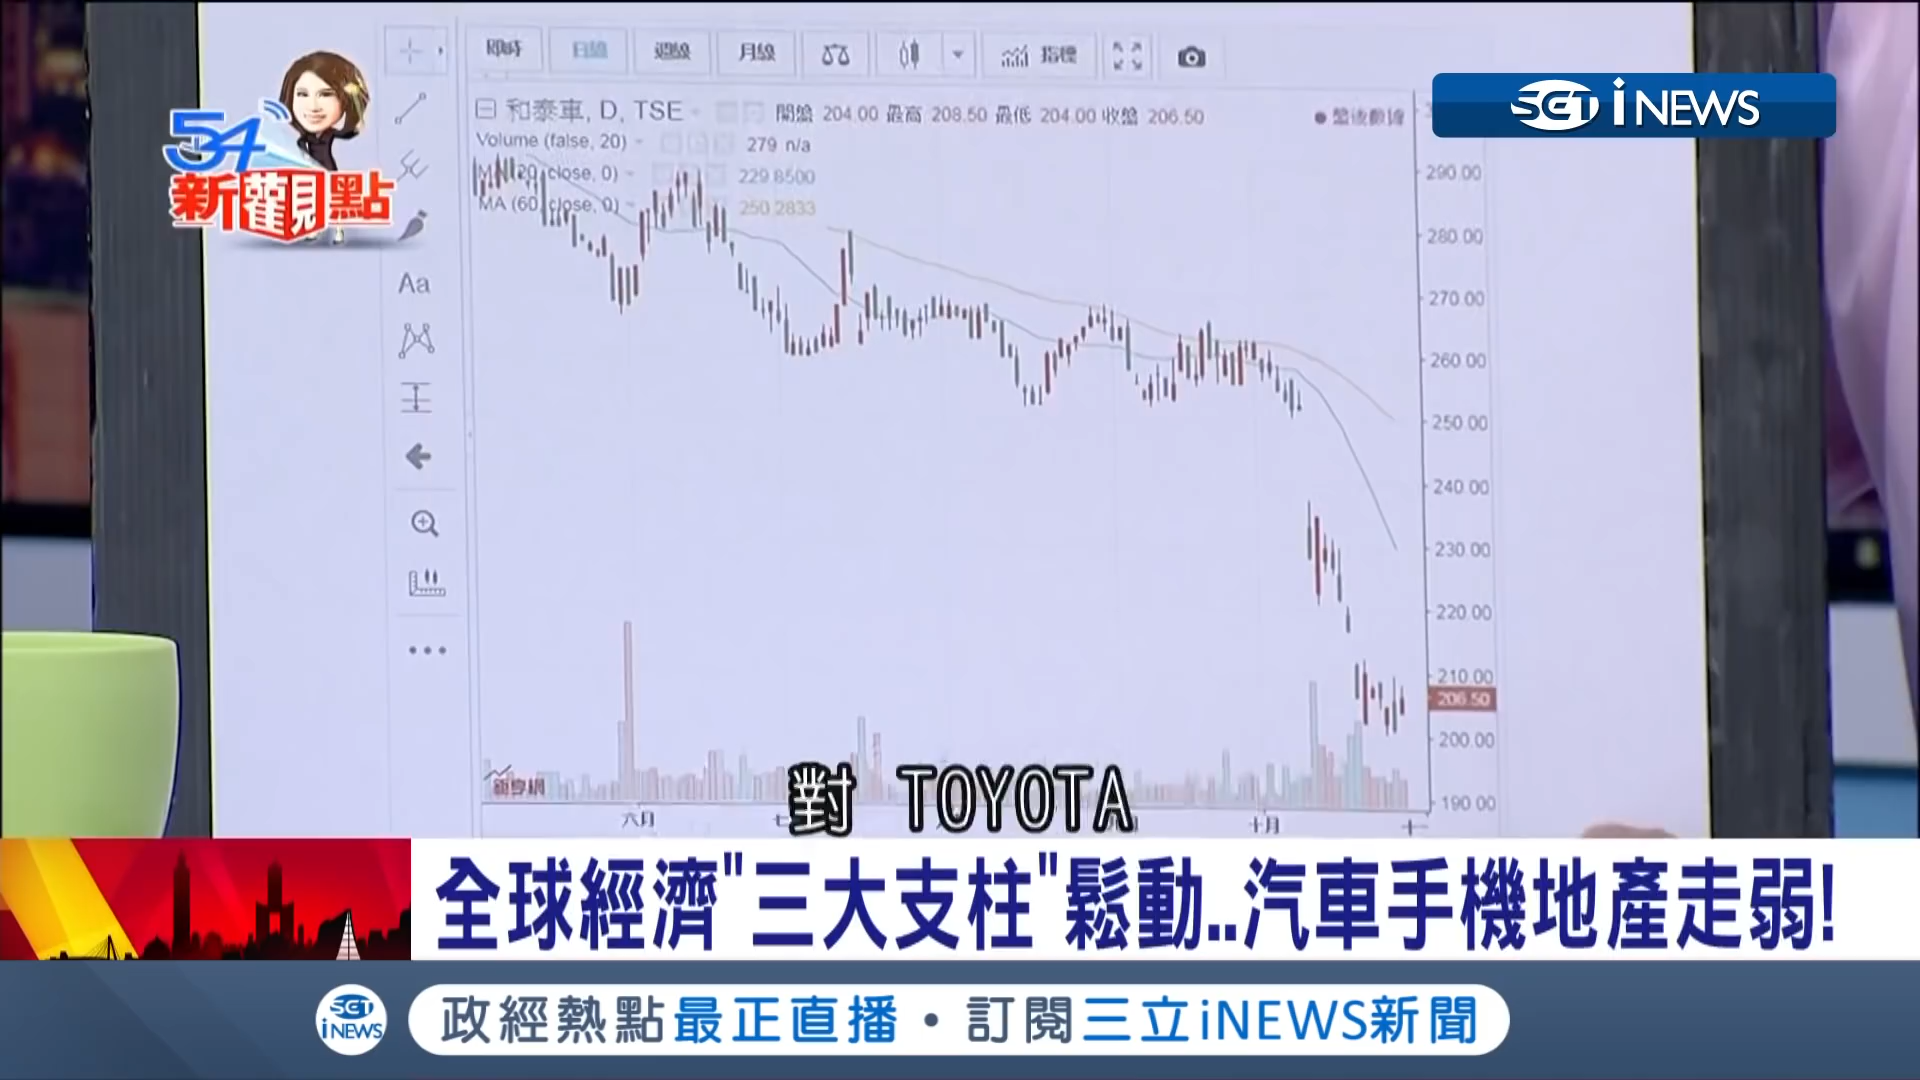 即時 日線 週線 月線 指標
SET iNEWS
54
新觀點
和泰車, D, TSE 開盤 204.00 最高 208.50 最低 204.00 收盤 206.50
Volume (false, 20) 279 n/a
MA (20, close, 0) 229.8500
MA (60, close, 0) 250.2833
Aa
290.00
280.00
270.00
260.00
250.00
240.00
230.00
220.00
210.00
206.50
200.00
190.00
鉅亨網
六月 七 十月 十一
對 TOYOTA
全球經濟"三大支柱"鬆動..汽車手機地產走弱!
SET iNEWS
政經熱點最正直播・訂閱三立iNEWS新聞